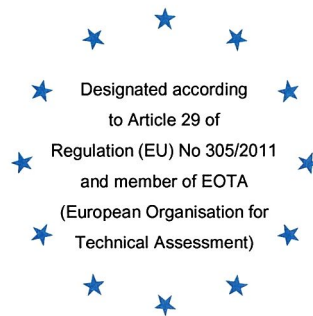 Designated according
to Article 29 of
Regulation (EU) No 305/2011
and member of EOTA
(European Organisation for
Technical Assessment)